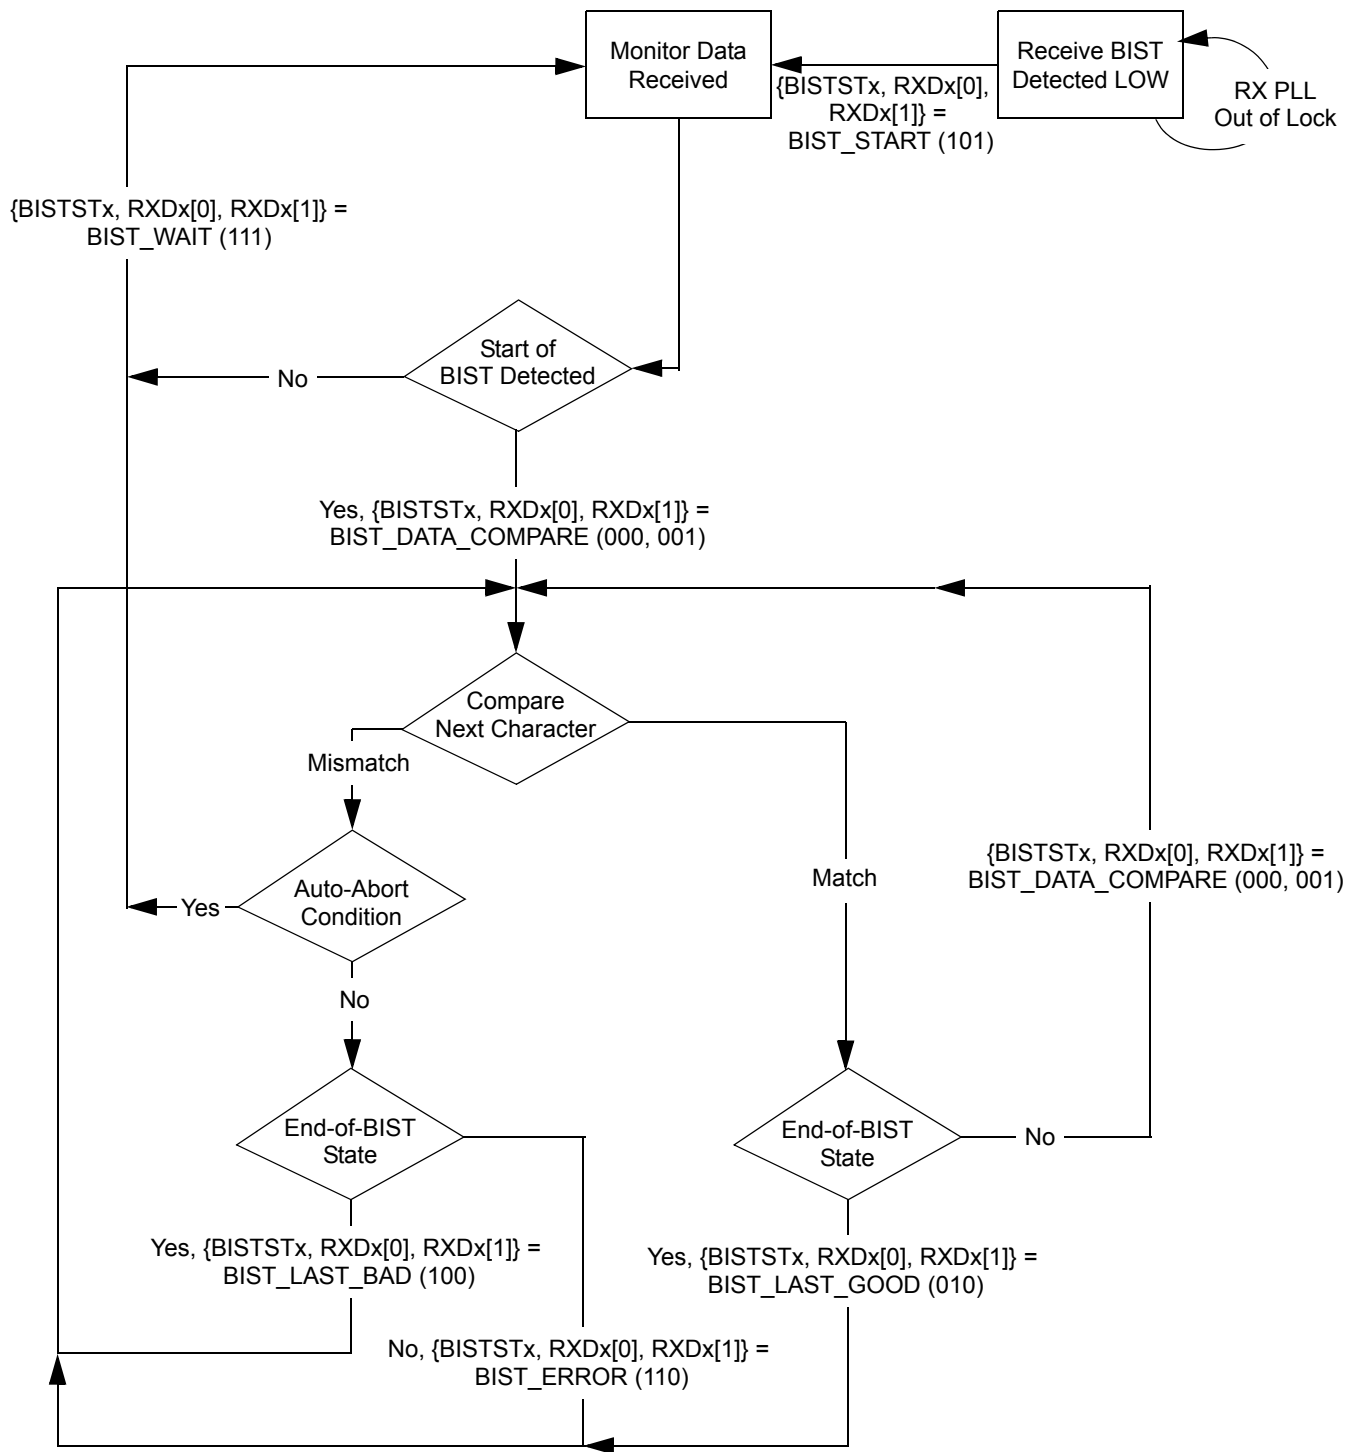 Monitor Data
Received
Receive BIST
Detected LOW
{BISTSTx, RXDx[0],
RXDx[1]} =
BIST_START (101)
RX PLL
Out of Lock
{BISTSTx, RXDx[0], RXDx[1]} =
BIST_WAIT (111)
Start of
BIST Detected
No
Yes, {BISTSTx, RXDx[0], RXDx[1]} =
BIST_DATA_COMPARE (000, 001)
Compare
Next Character
Mismatch
Match
{BISTSTx, RXDx[0], RXDx[1]} =
BIST_DATA_COMPARE (000, 001)
Auto-Abort
Condition
Yes
No
End-of-BIST
State
End-of-BIST
State
No
Yes, {BISTSTx, RXDx[0], RXDx[1]} =
BIST_LAST_BAD (100)
Yes, {BISTSTx, RXDx[0], RXDx[1]} =
BIST_LAST_GOOD (010)
No, {BISTSTx, RXDx[0], RXDx[1]} =
BIST_ERROR (110)